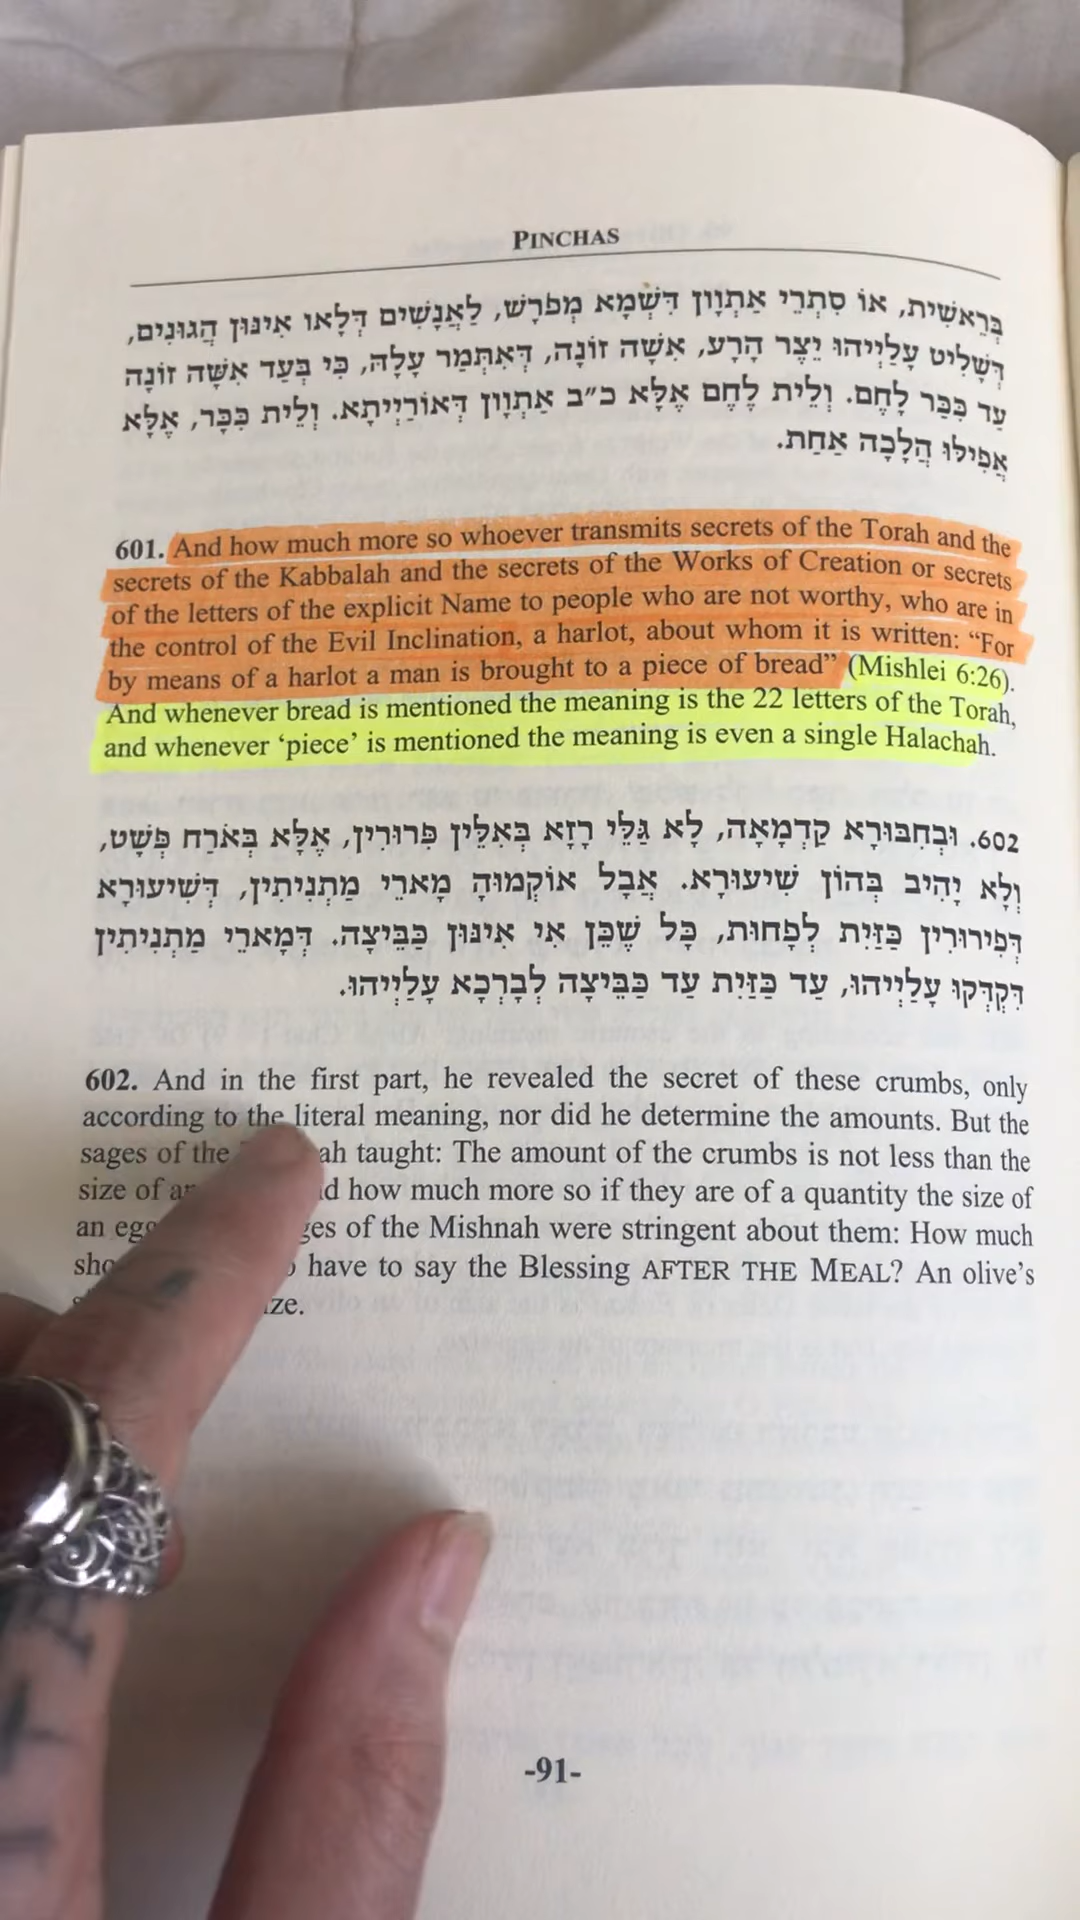 PINCHAS
בְּרֵאשִׁית, אוֹ סִתְרֵי אַתְוָון דִּשְׁמָא מְפֹרָשׁ, לַאֲנָשִׁים דְּלָאו אִינּוּן הֲגוּנִים,
דְּשָׁלִיט עָלַיְיהוּ יֵצֶר הָרָע, אִשָּׁה זוֹנָה, דְּאִתְּמַר עָלָהּ, כִּי בְּעַד אִשָּׁה זוֹנָה
עַד כִּכַּר לָחֶם. וְלֵית לֶחֶם אֶלָּא כ״ב אַתְוָון דְּאוֹרַיְיתָא. וְלֵית כִּכָּר, אֶלָּא
אֲפִילּוּ הֲלָכָה אַחַת.
601. And how much more so whoever transmits secrets of the Torah and the
secrets of the Kabbalah and the secrets of the Works of Creation or secrets
of the letters of the explicit Name to people who are not worthy, who are in
the control of the Evil Inclination, a harlot, about whom it is written: “For
by means of a harlot a man is brought to a piece of bread” (Mishlei 6:26).
And whenever bread is mentioned the meaning is the 22 letters of the Torah,
and whenever ‘piece’ is mentioned the meaning is even a single Halachah.
602. וּבְחִבּוּרָא קַדְמָאָה, לָא גַּלֵּי רָזָא בְּאִלֵּין פֵּרוּרִין, אֶלָּא בְּאֹרַח פְּשָׁט,
וְלָא יָהִיב בְּהוֹן שִׁיעוּרָא. אֲבָל אוֹקְמוּהָ מָארֵי מַתְנִיתִין, דְּשִׁיעוּרָא
דְּפֵירוּרִין כַּזַּיִת לְפָחוּת, כָּל שֶׁכֵּן אִי אִינּוּן כַּבֵּיצָה. דְּמָארֵי מַתְנִיתִין
דִּקְדְּקוּ עָלַיְיהוּ, עַד כַּזַּיִת עַד כַּבֵּיצָה לְבָרְכָא עָלַיְיהוּ.
602. And in the first part, he revealed the secret of these crumbs, only
according to the literal meaning, nor did he determine the amounts. But the
sages of the ah taught: The amount of the crumbs is not less than the
size of how much more so if they are of a quantity the size of
an of the Mishnah were stringent about them: How much
have to say the Blessing AFTER THE MEAL? An olive’s
-91-